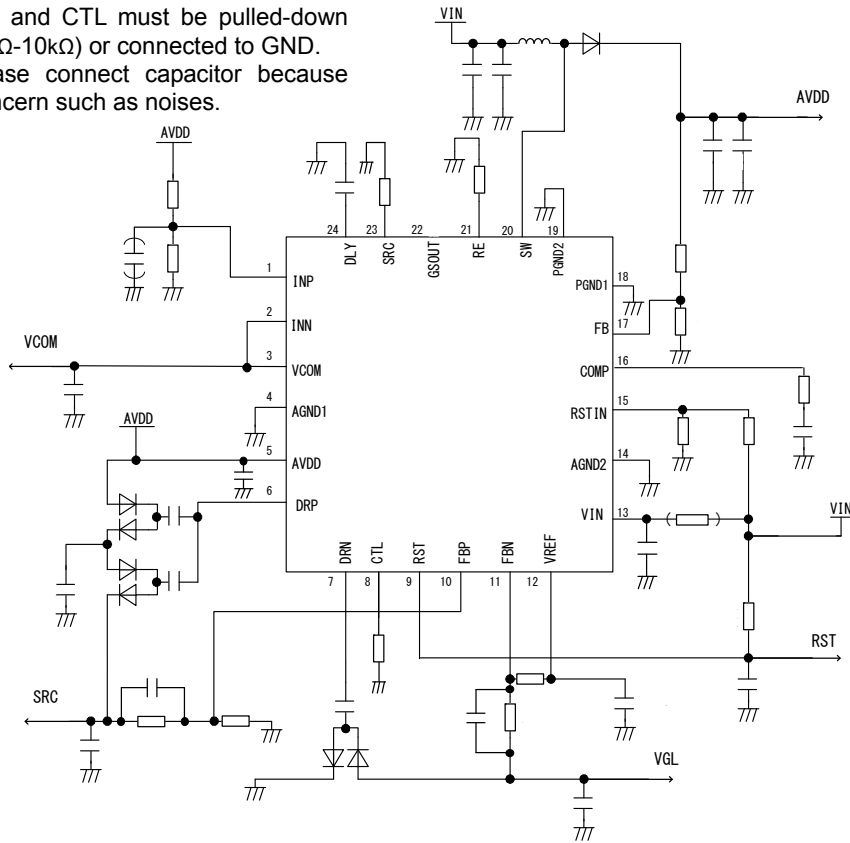 and CTL must be pulled-down
Ω-10kΩ) or connected to GND.
ase connect capacitor because
ncern such as noises.
VIN
AVDD
AVDD
24 23 22 21 20 19
DLY SRC GSOUT RE SW PGND2
1 INP
2 INN
VCOM
3 VCOM
4 AGND1
AVDD
5 AVDD
6 DRP
PGND1 18
FB 17
COMP 16
RSTIN 15
AGND2 14
VIN 13
VIN
DRN CTL RST FBP FBN VREF
7 8 9 10 11 12
RST
SRC
VGL